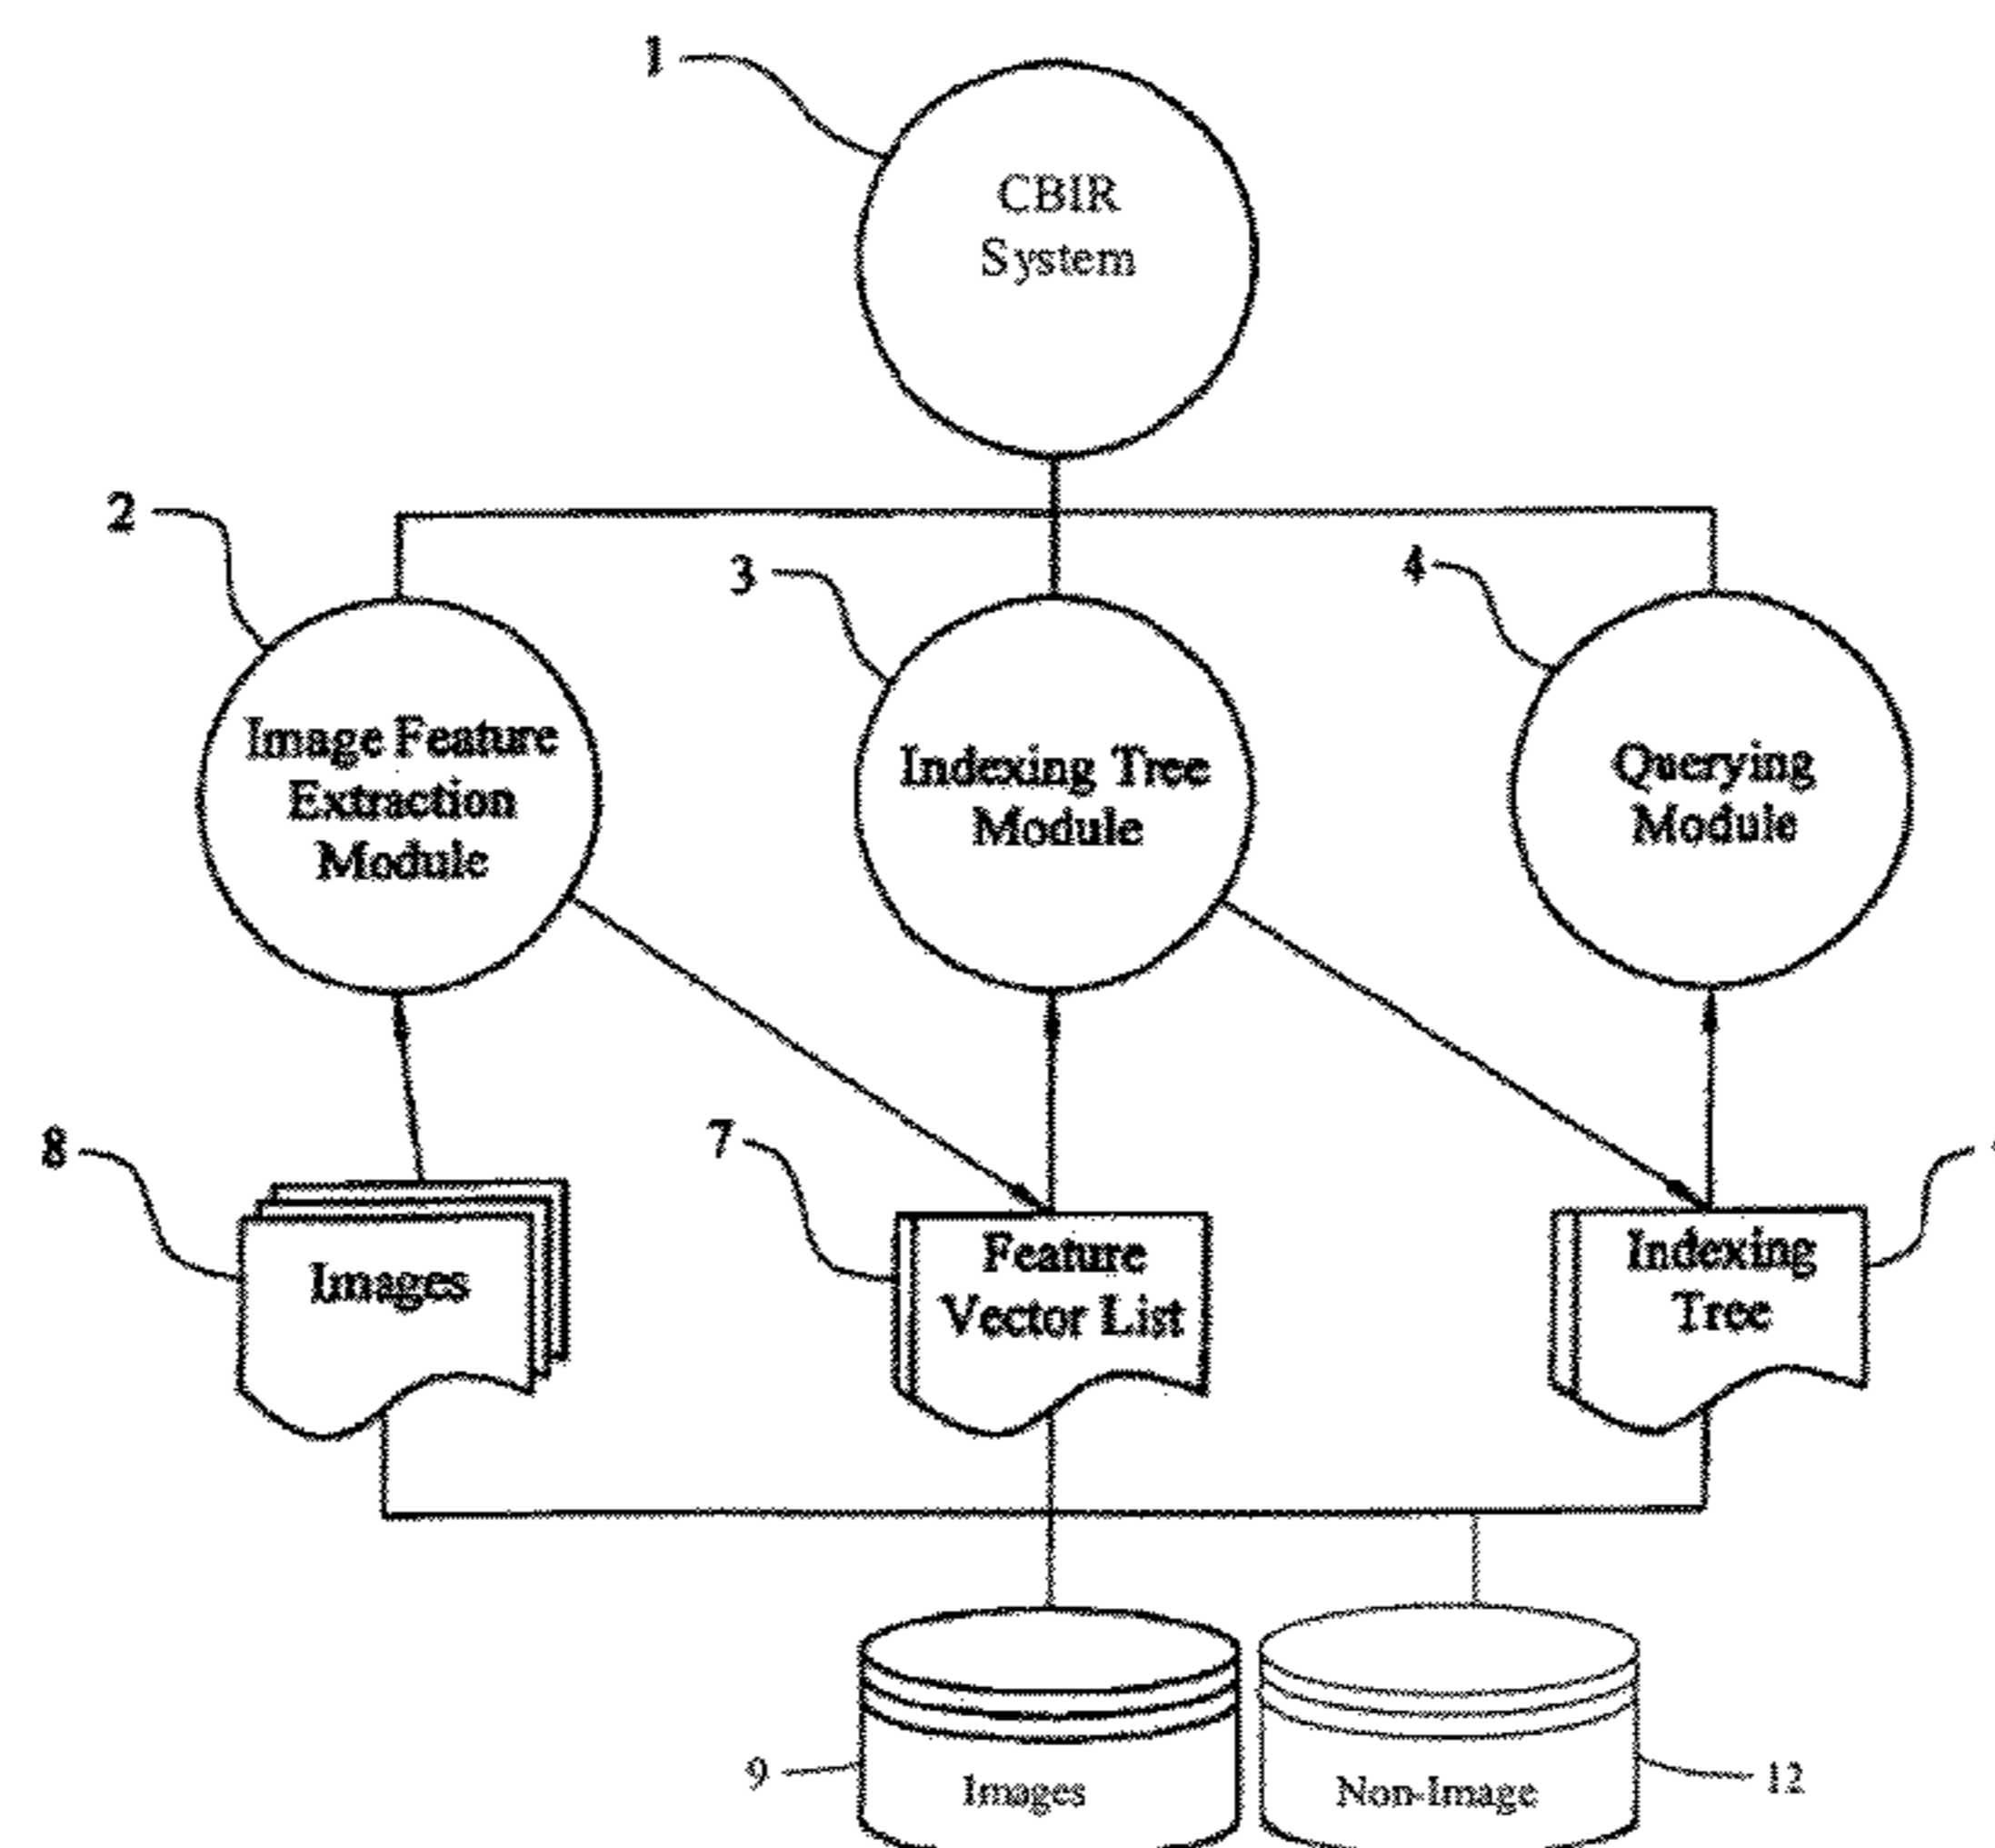 1
CBIR
System
2
3
4
Image Feature
Extraction
Module
Indexing Tree
Module
Querying
Module
8
7
Images
Feature
Vector List
Indexing
Tree
9
Images
Non-Image
12